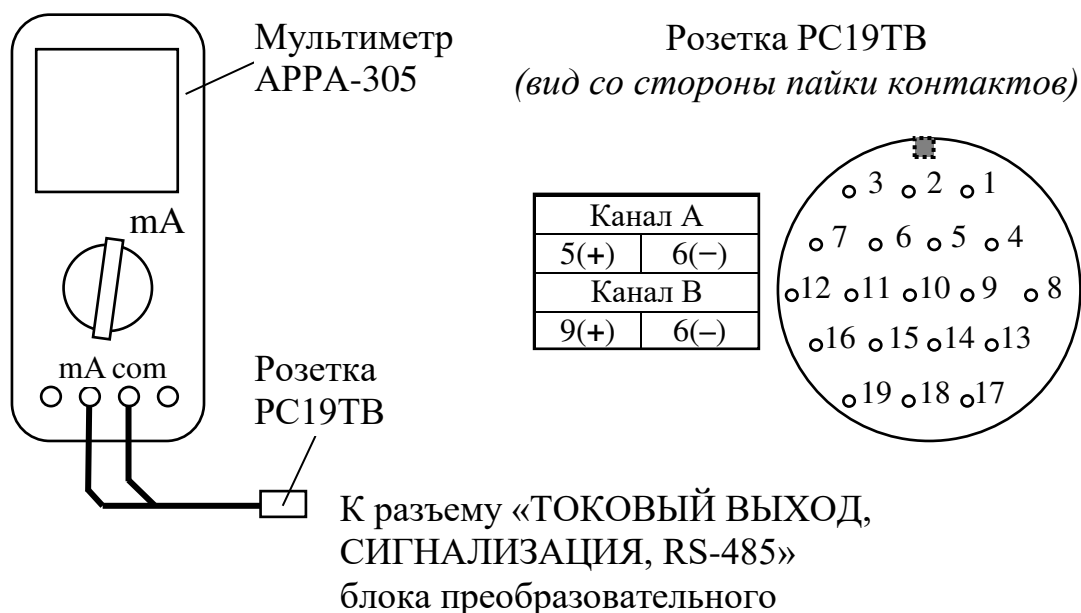 Мультиметр
АРРА-305
mA
mA com
Розетка
РС19ТВ
К разъему «ТОКОВЫЙ ВЫХОД,
СИГНАЛИЗАЦИЯ, RS-485»
блока преобразовательного
Розетка РС19ТВ
(вид со стороны пайки контактов)
Канал А
5(+) 6(−)
Канал В
9(+) 6(–)
3 2 1
7 6 5 4
12 11 10 9 8
16 15 14 13
19 18 17